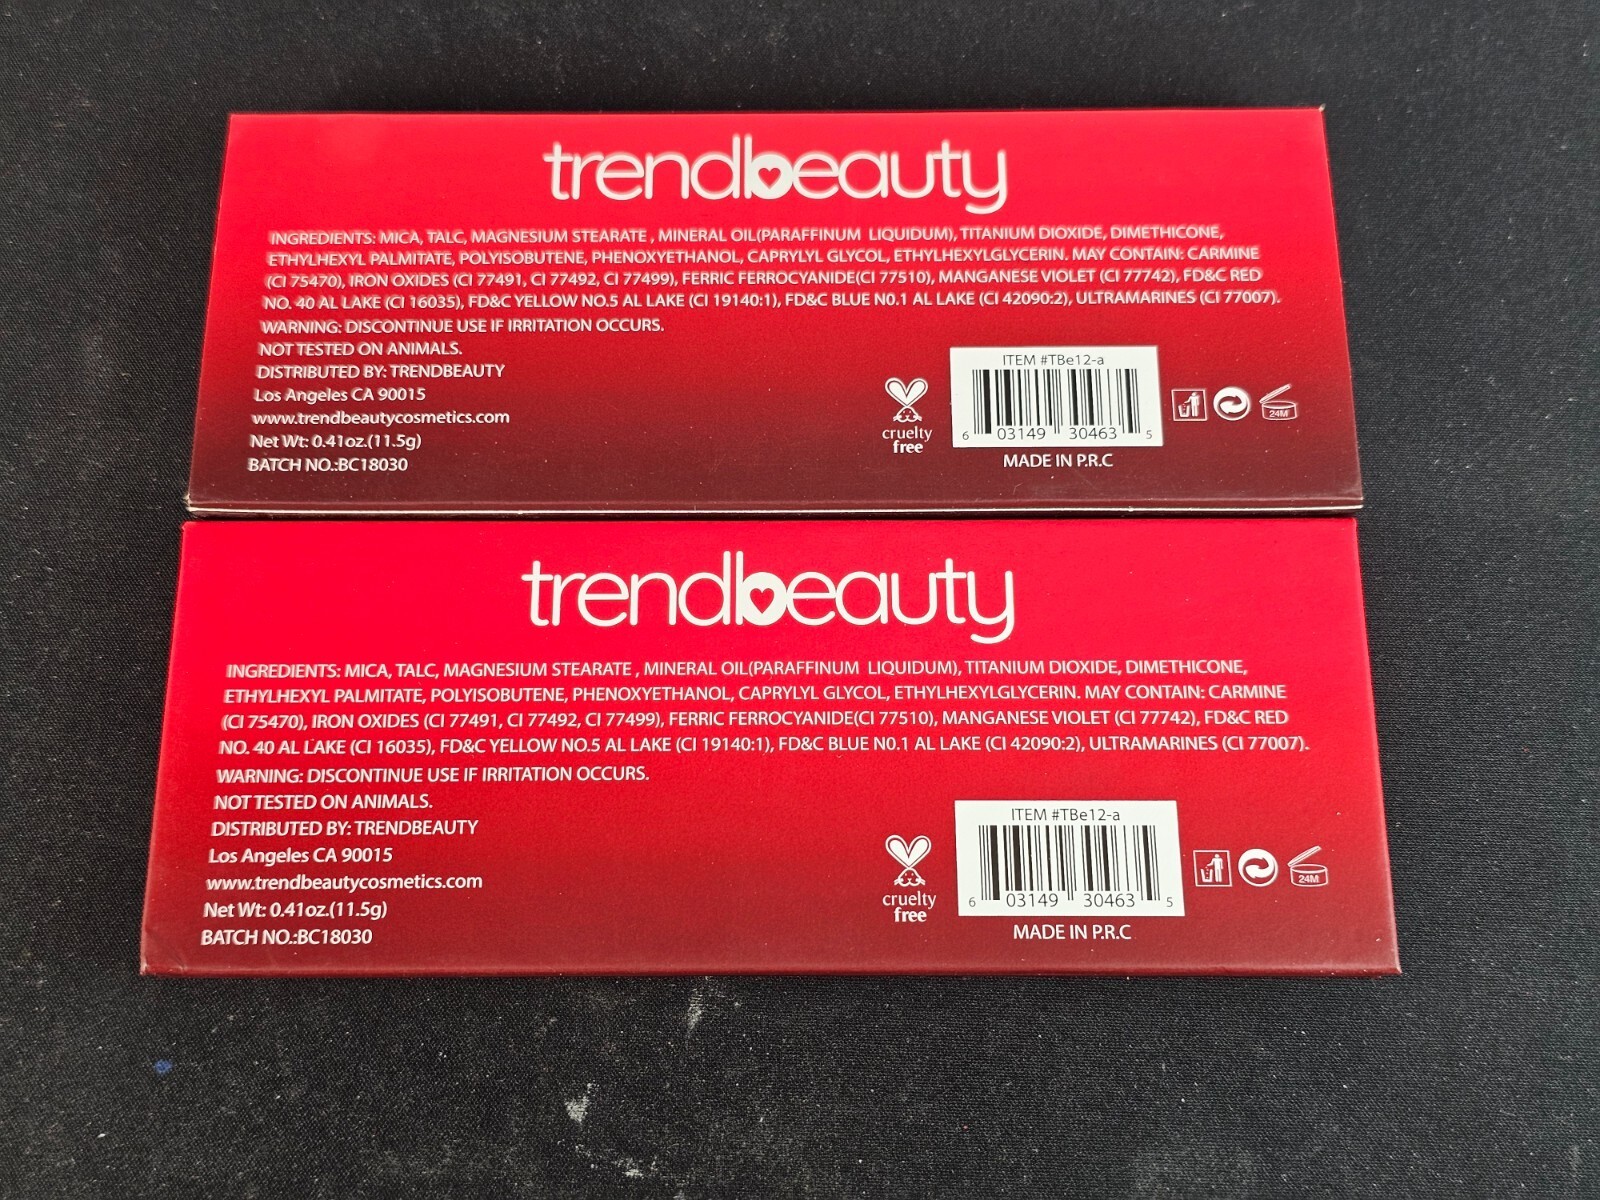 trendbeauty
INGREDIENTS: MICA, TALC, MAGNESIUM STEARATE , MINERAL OIL(PARAFFINUM LIQUIDUM), TITANIUM DIOXIDE, DIMETHICONE,
ETHYLHEXYL PALMITATE, POLYISOBUTENE, PHENOXYETHANOL, CAPRYLYL GLYCOL, ETHYLHEXYLGLYCERIN. MAY CONTAIN: CARMINE
(CI 75470), IRON OXIDES (CI 77491, CI 77492, CI 77499), FERRIC FERROCYANIDE(CI 77510), MANGANESE VIOLET (CI 77742), FD&C RED
NO. 40 AL LAKE (CI 16035), FD&C YELLOW NO.5 AL LAKE (CI 19140:1), FD&C BLUE N0.1 AL LAKE (CI 42090:2), ULTRAMARINES (CI 77007).
WARNING: DISCONTINUE USE IF IRRITATION OCCURS.
NOT TESTED ON ANIMALS.
DISTRIBUTED BY: TRENDBEAUTY
Los Angeles CA 90015
www.trendbeautycosmetics.com
Net Wt: 0.41oz.(11.5g)
BATCH NO.:BC18030
cruelty
free
ITEM #TBe12-a
6 03149 30463 5
MADE IN P.R.C
24M
trendbeauty
INGREDIENTS: MICA, TALC, MAGNESIUM STEARATE , MINERAL OIL(PARAFFINUM LIQUIDUM), TITANIUM DIOXIDE, DIMETHICONE,
ETHYLHEXYL PALMITATE, POLYISOBUTENE, PHENOXYETHANOL, CAPRYLYL GLYCOL, ETHYLHEXYLGLYCERIN. MAY CONTAIN: CARMINE
(CI 75470), IRON OXIDES (CI 77491, CI 77492, CI 77499), FERRIC FERROCYANIDE(CI 77510), MANGANESE VIOLET (CI 77742), FD&C RED
NO. 40 AL LAKE (CI 16035), FD&C YELLOW NO.5 AL LAKE (CI 19140:1), FD&C BLUE N0.1 AL LAKE (CI 42090:2), ULTRAMARINES (CI 77007).
WARNING: DISCONTINUE USE IF IRRITATION OCCURS.
NOT TESTED ON ANIMALS.
DISTRIBUTED BY: TRENDBEAUTY
Los Angeles CA 90015
www.trendbeautycosmetics.com
Net Wt: 0.41oz.(11.5g)
BATCH NO.:BC18030
cruelty
free
ITEM #TBe12-a
6 03149 30463 5
MADE IN P.R.C
24M